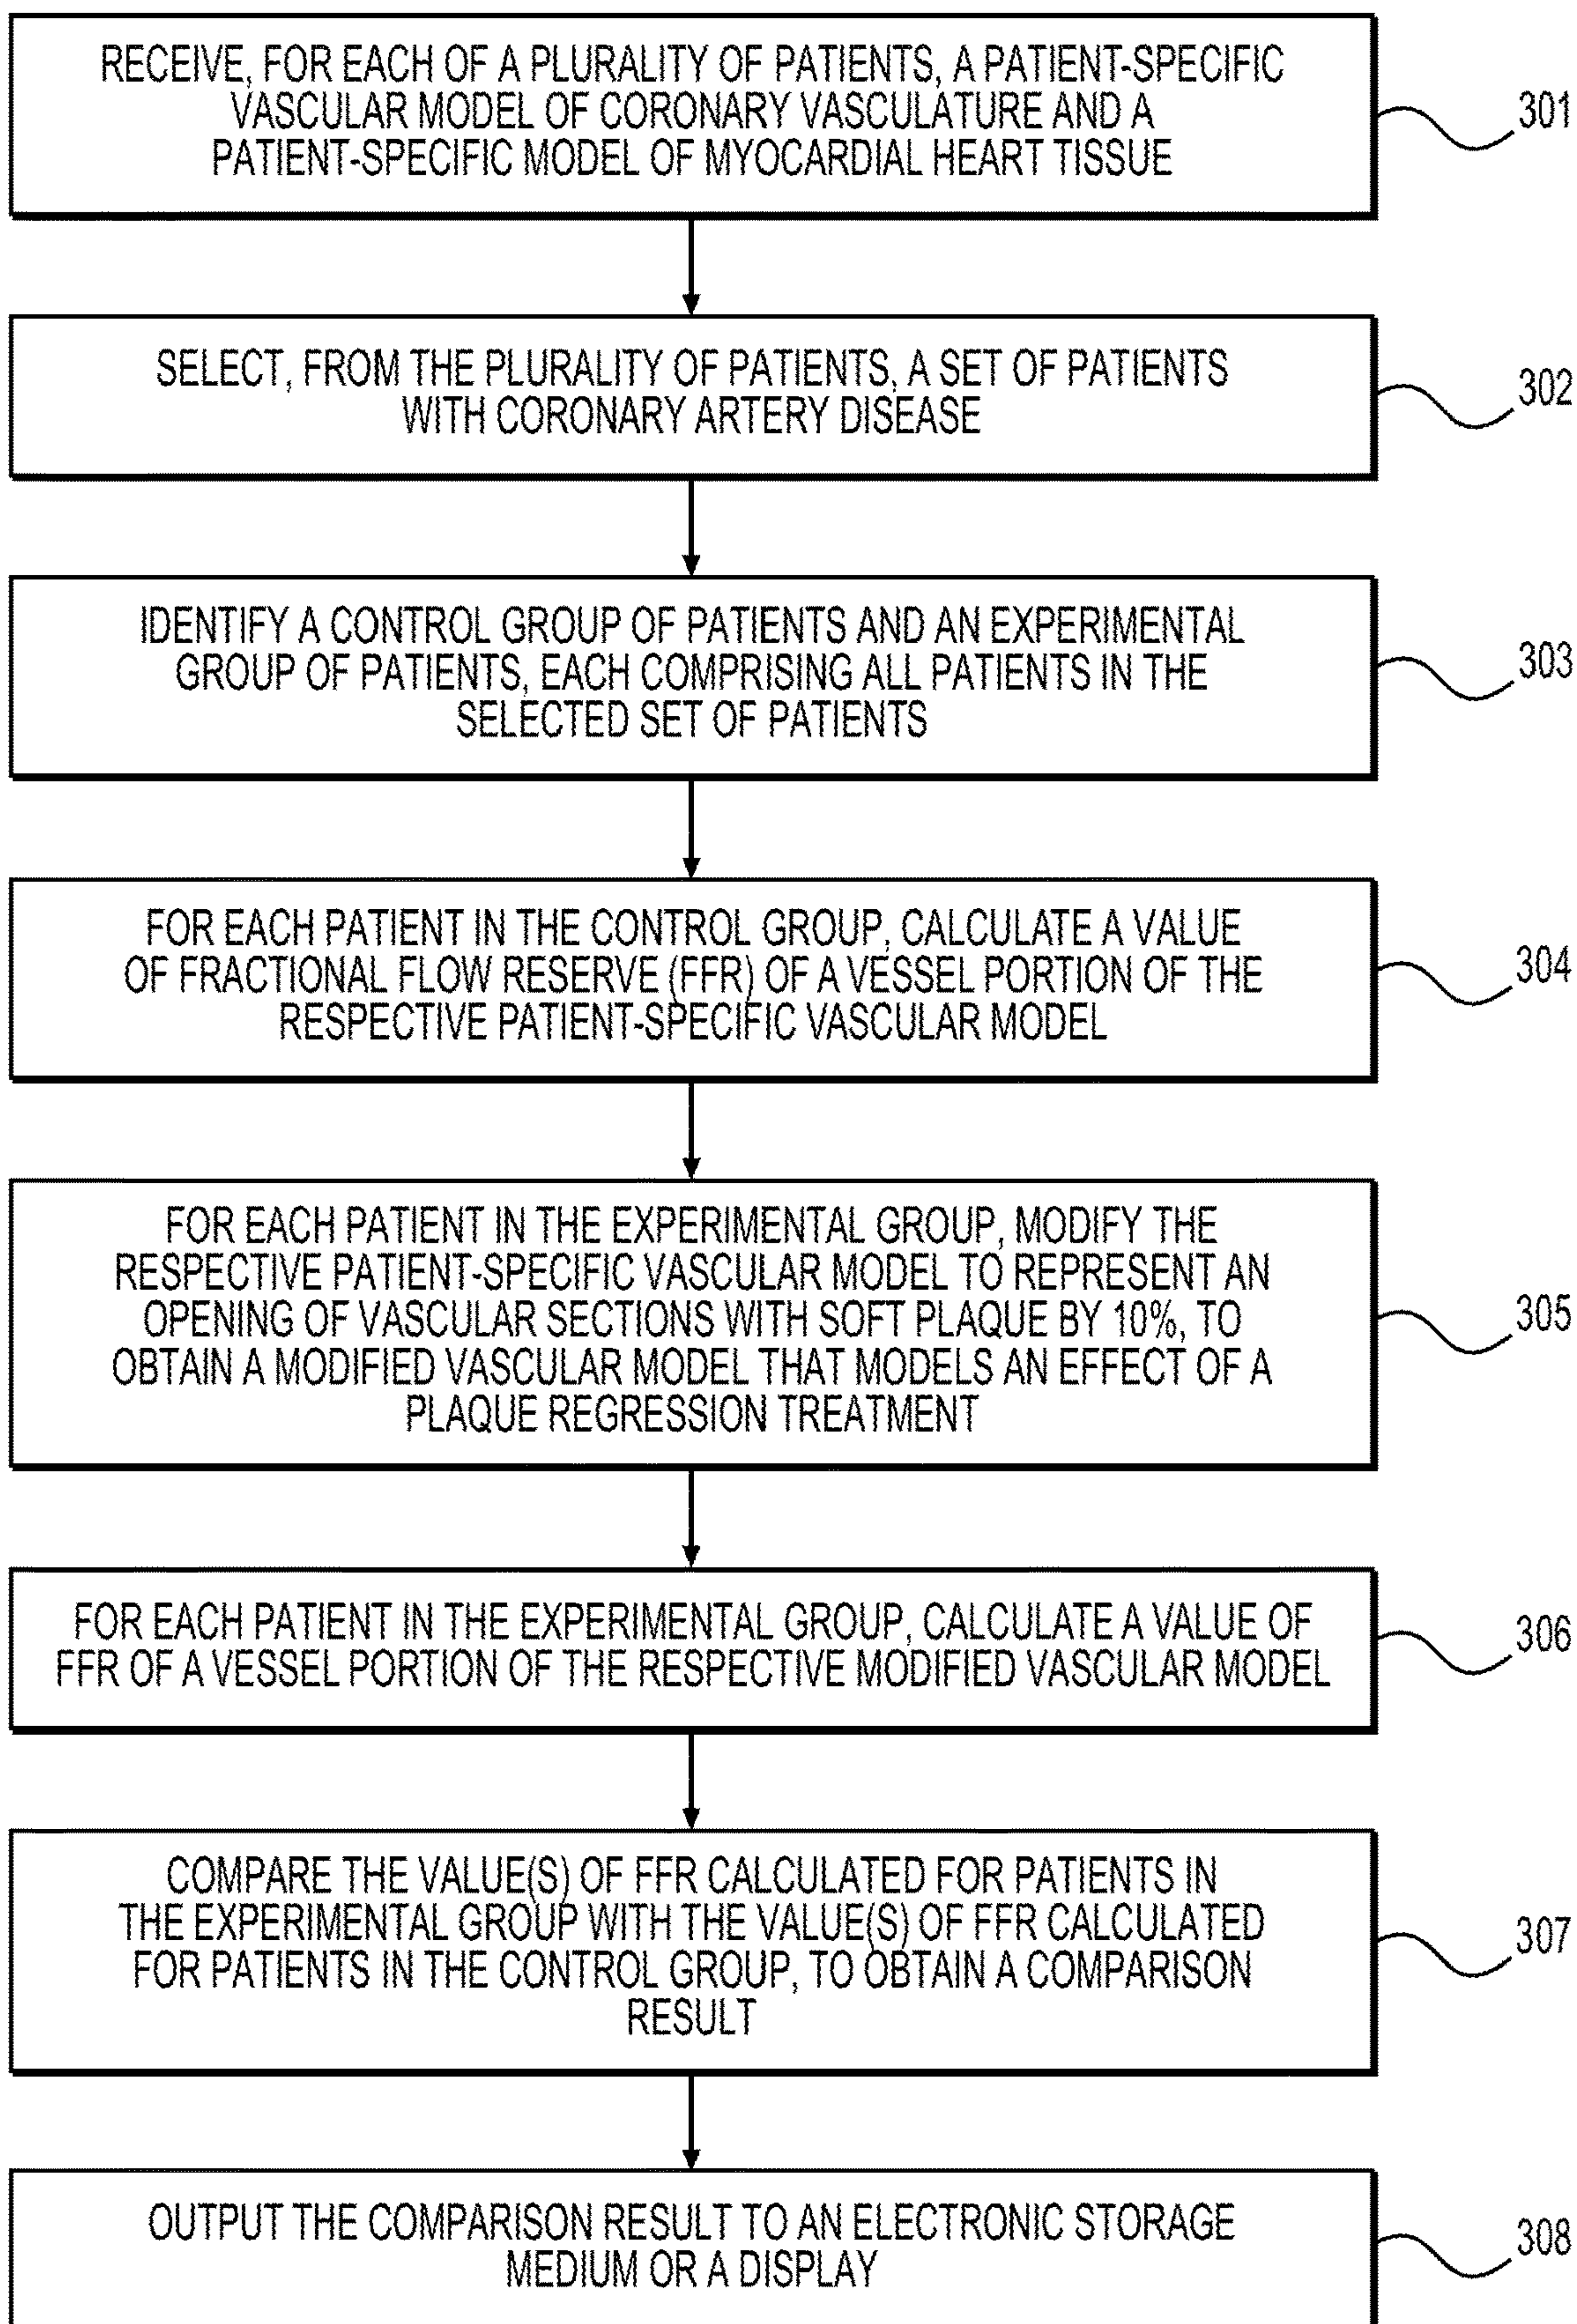 RECEIVE, FOR EACH OF A PLURALITY OF PATIENTS, A PATIENT-SPECIFIC
VASCULAR MODEL OF CORONARY VASCULATURE AND A
PATIENT-SPECIFIC MODEL OF MYOCARDIAL HEART TISSUE
301
SELECT, FROM THE PLURALITY OF PATIENTS, A SET OF PATIENTS
WITH CORONARY ARTERY DISEASE
302
IDENTIFY A CONTROL GROUP OF PATIENTS AND AN EXPERIMENTAL
GROUP OF PATIENTS, EACH COMPRISING ALL PATIENTS IN THE
SELECTED SET OF PATIENTS
303
FOR EACH PATIENT IN THE CONTROL GROUP, CALCULATE A VALUE
OF FRACTIONAL FLOW RESERVE (FFR) OF A VESSEL PORTION OF THE
RESPECTIVE PATIENT-SPECIFIC VASCULAR MODEL
304
FOR EACH PATIENT IN THE EXPERIMENTAL GROUP, MODIFY THE
RESPECTIVE PATIENT-SPECIFIC VASCULAR MODEL TO REPRESENT AN
OPENING OF VASCULAR SECTIONS WITH SOFT PLAQUE BY 10%, TO
OBTAIN A MODIFIED VASCULAR MODEL THAT MODELS AN EFFECT OF A
PLAQUE REGRESSION TREATMENT
305
FOR EACH PATIENT IN THE EXPERIMENTAL GROUP, CALCULATE A VALUE OF
FFR OF A VESSEL PORTION OF THE RESPECTIVE MODIFIED VASCULAR MODEL
306
COMPARE THE VALUE(S) OF FFR CALCULATED FOR PATIENTS IN
THE EXPERIMENTAL GROUP WITH THE VALUE(S) OF FFR CALCULATED
FOR PATIENTS IN THE CONTROL GROUP, TO OBTAIN A COMPARISON
RESULT
307
OUTPUT THE COMPARISON RESULT TO AN ELECTRONIC STORAGE
MEDIUM OR A DISPLAY
308